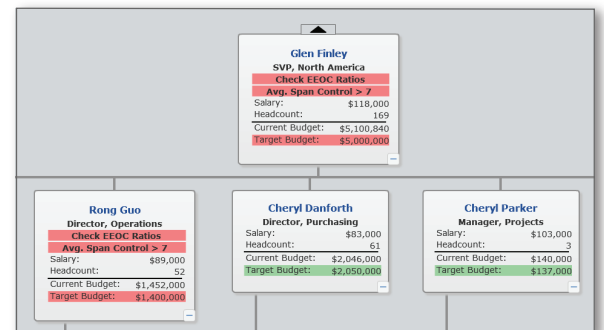 Glen Finley
SVP, North America
Check EEOC Ratios
Avg. Span Control > 7
Salary: $118,000
Headcount: 169
Current Budget: $5,100,840
Target Budget: $5,000,000
Rong Guo
Director, Operations
Check EEOC Ratios
Avg. Span Control > 7
Salary: $89,000
Headcount: 52
Current Budget: $1,452,000
Target Budget: $1,400,000
Cheryl Danforth
Director, Purchasing
Salary: $83,000
Headcount: 61
Current Budget: $2,046,000
Target Budget: $2,050,000
Cheryl Parker
Manager, Projects
Salary: $103,000
Headcount: 3
Current Budget: $140,000
Target Budget: $137,000